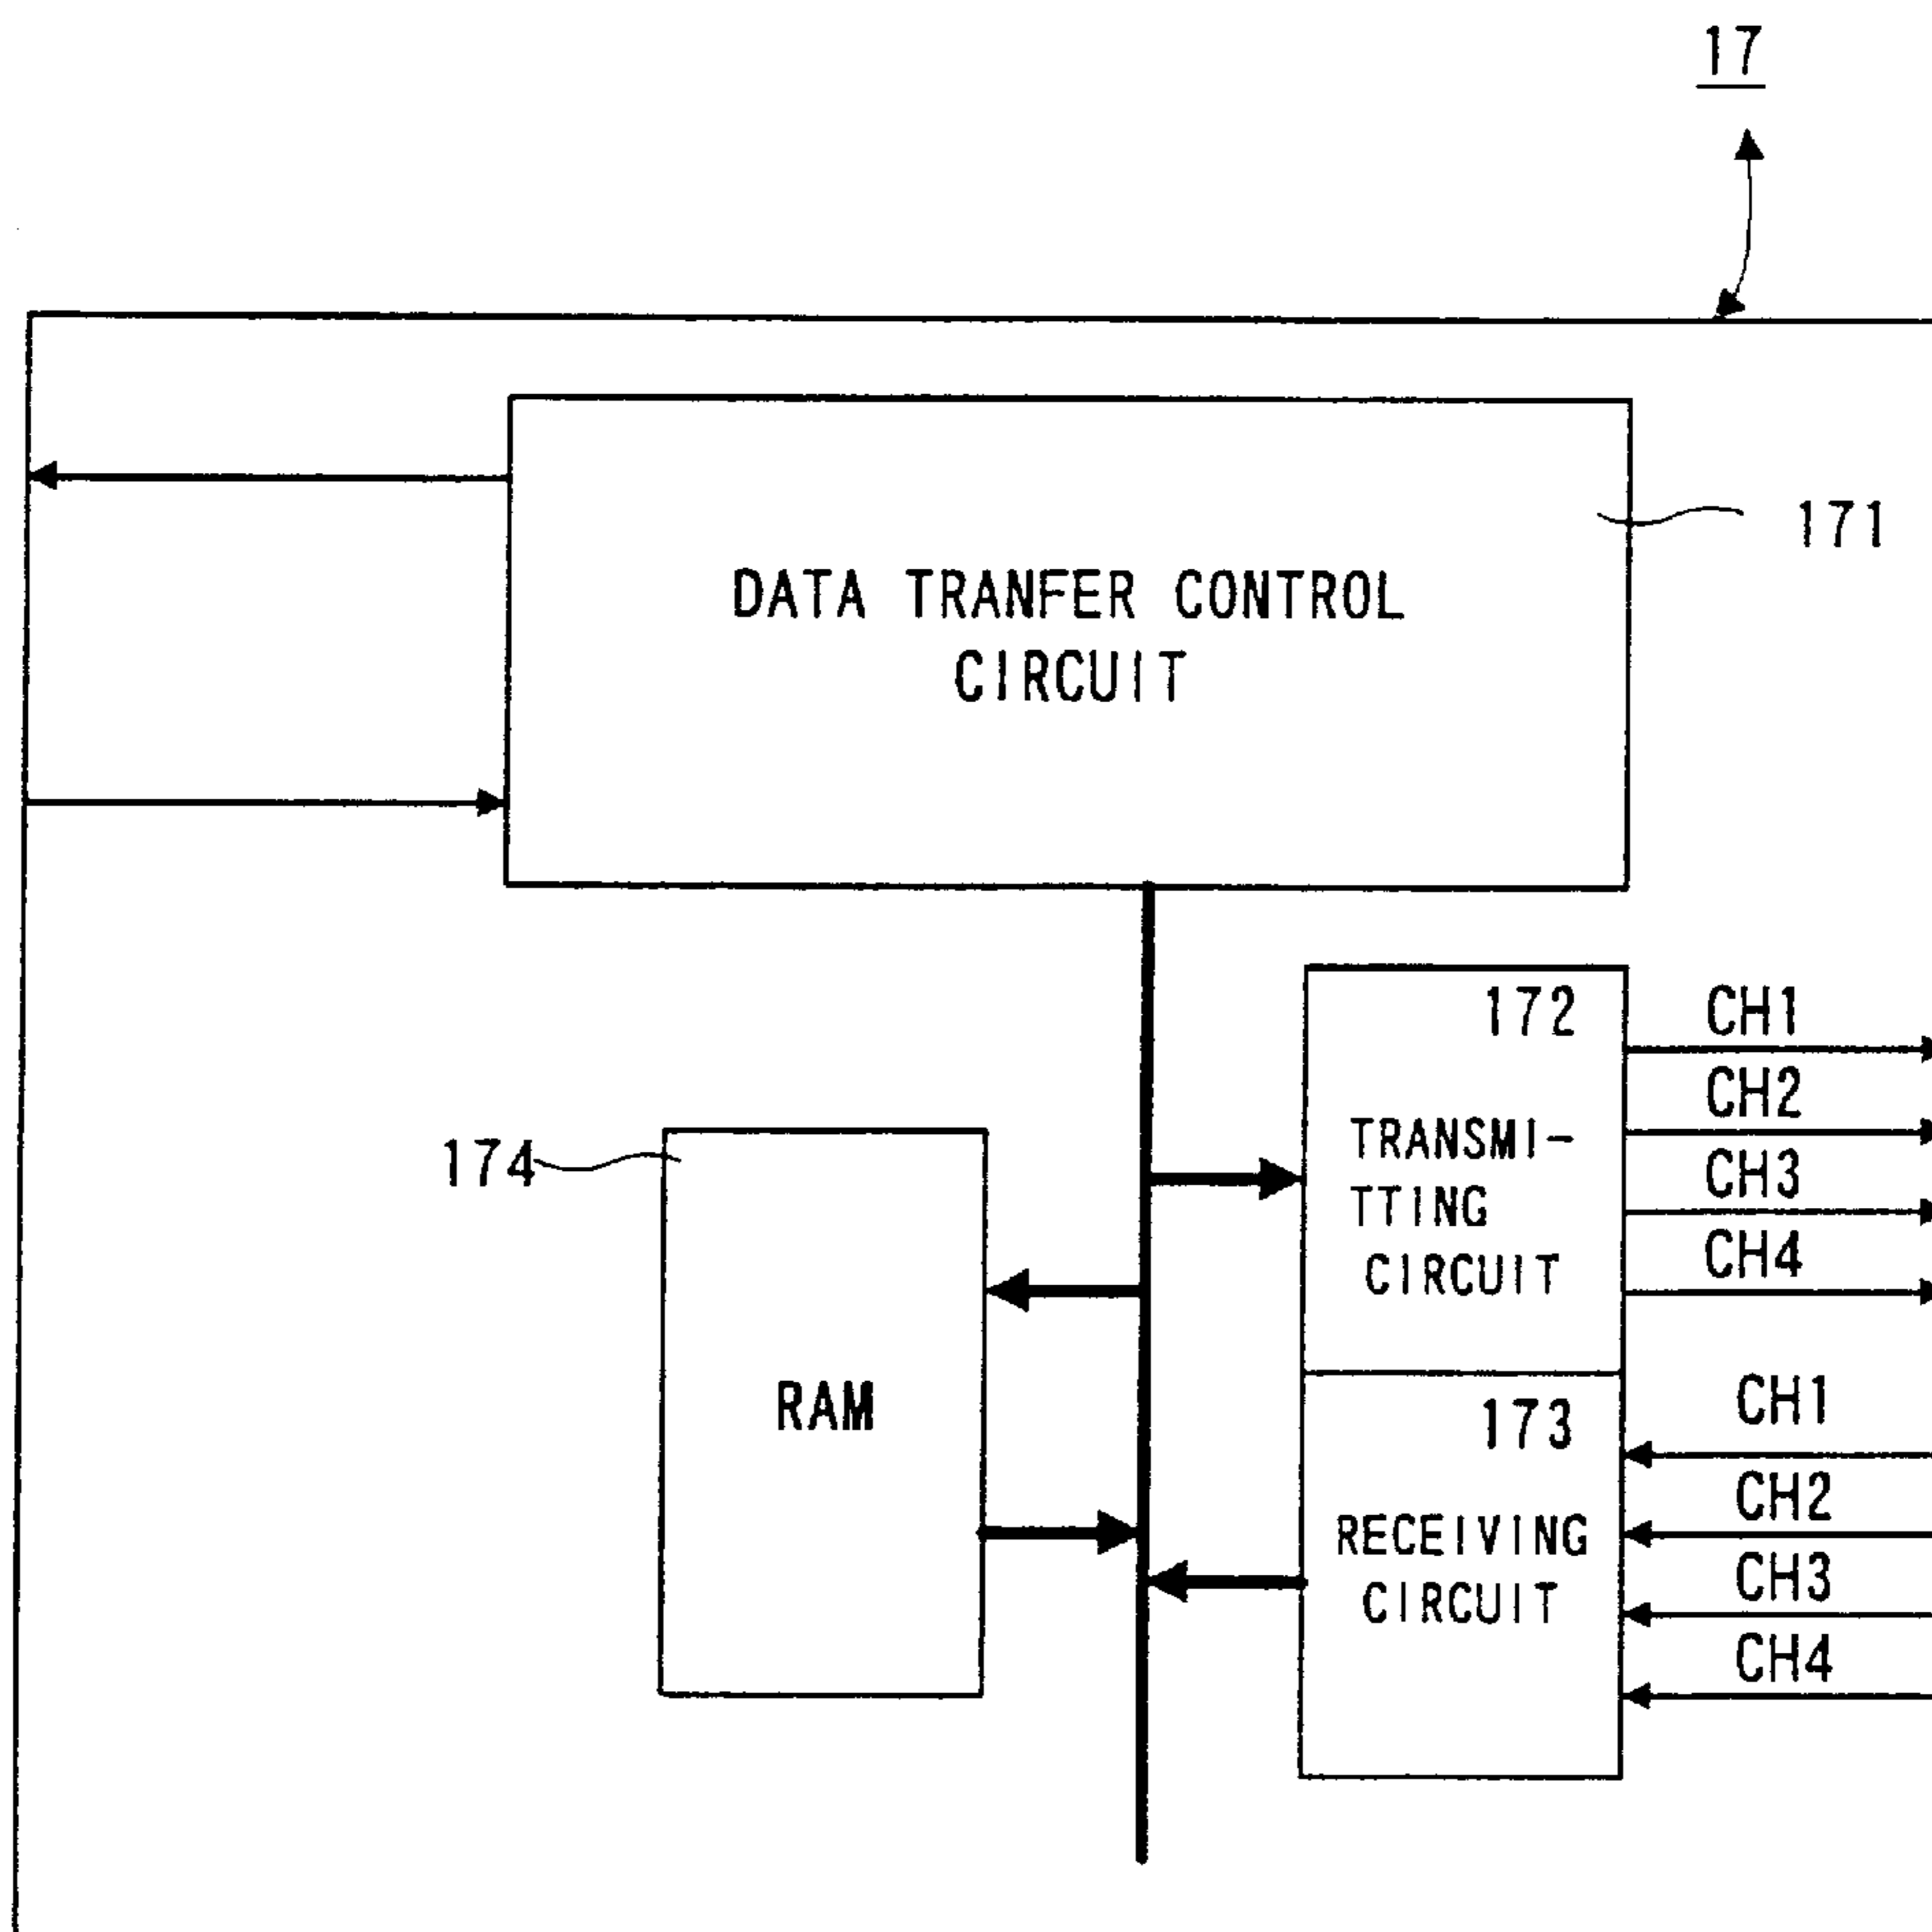 17
171
DATA TRANFER CONTROL
CIRCUIT
172
CH1
CH2
CH3
CH4
TRANSMI-
TTING
CIRCUIT
174
RAM
173
CH1
CH2
CH3
CH4
RECEIVING
CIRCUIT